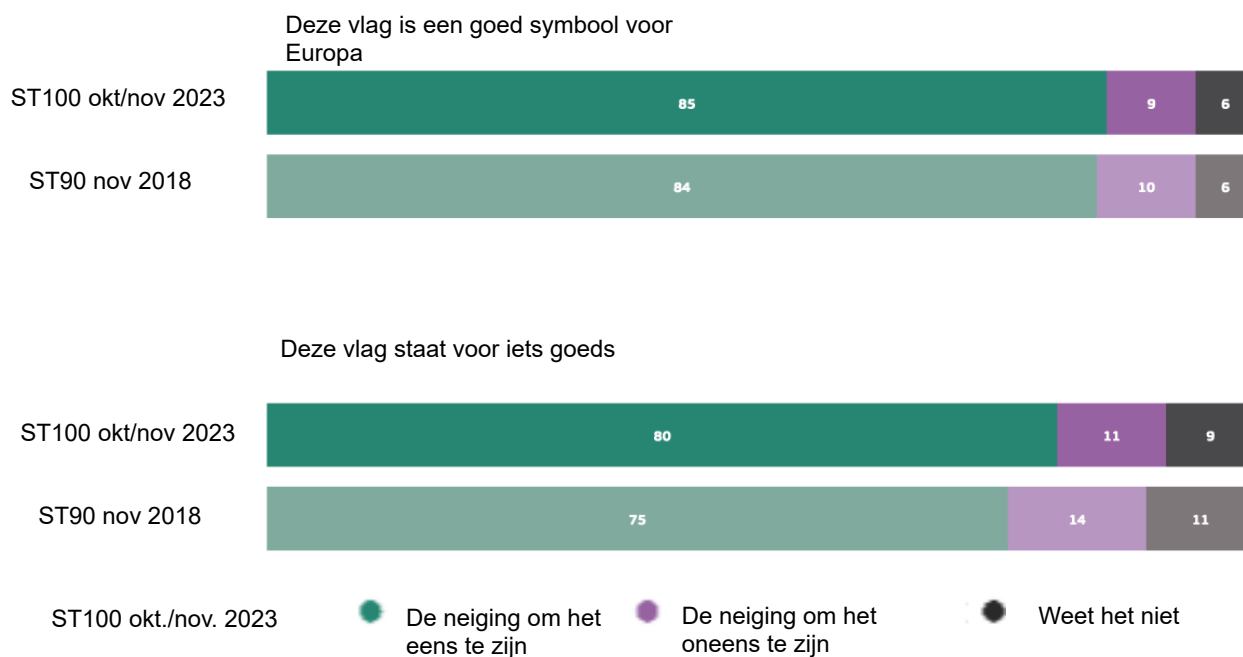 Deze vlag is een goed symbool voor
Europa
ST100 okt/nov 2023
85
9
6
ST90 nov 2018
84
10
6
Deze vlag staat voor iets goeds
ST100 okt/nov 2023
80
11
9
ST90 nov 2018
75
14
11
ST100 okt./nov. 2023
De neiging om het
eens te zijn
De neiging om het
oneens te zijn
Weet het niet